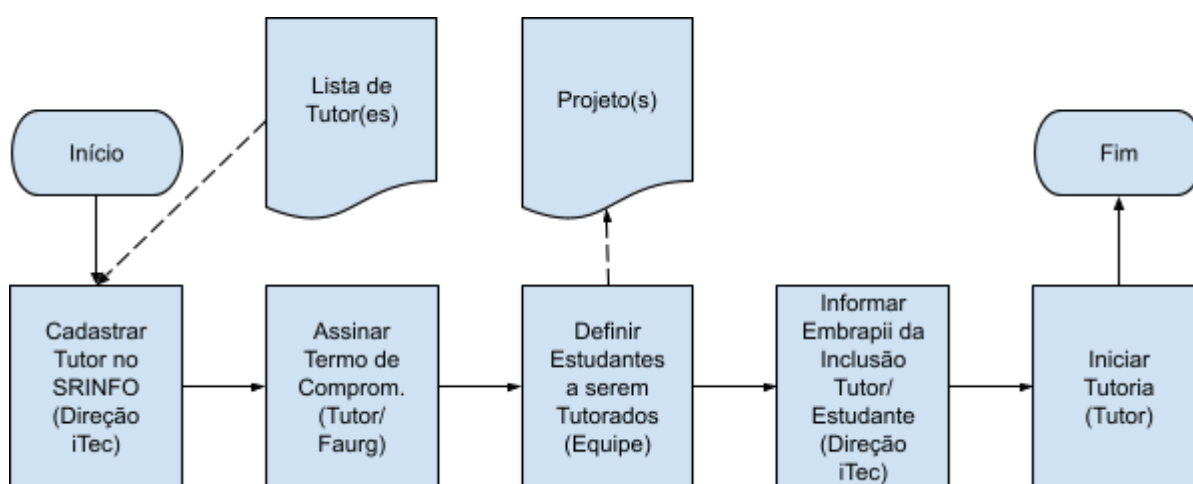 Lista de
Tutor(es)
Projeto(s)
Início
Fim
Cadastrar
Tutor no
SRINFO
(Direção
iTec)
Assinar
Termo de
Comprom.
(Tutor/
Faurg)
Definir
Estudantes
a serem
Tutorados
(Equipe)
Informar
Embrapii da
Inclusão
Tutor/
Estudante
(Direção
iTec)
Iniciar
Tutoria
(Tutor)